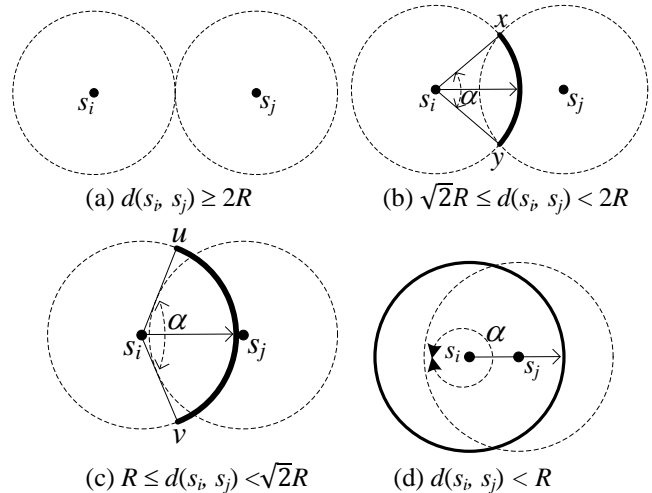 x
s_i s_j s_i α s_j
y
(a) d(s_i, s_j) ≥ 2R (b) √2R ≤ d(s_i, s_j) < 2R
u
α α
s_i s_j s_i s_j
v
(c) R ≤ d(s_i, s_j) <√2R (d) d(s_i, s_j) < R